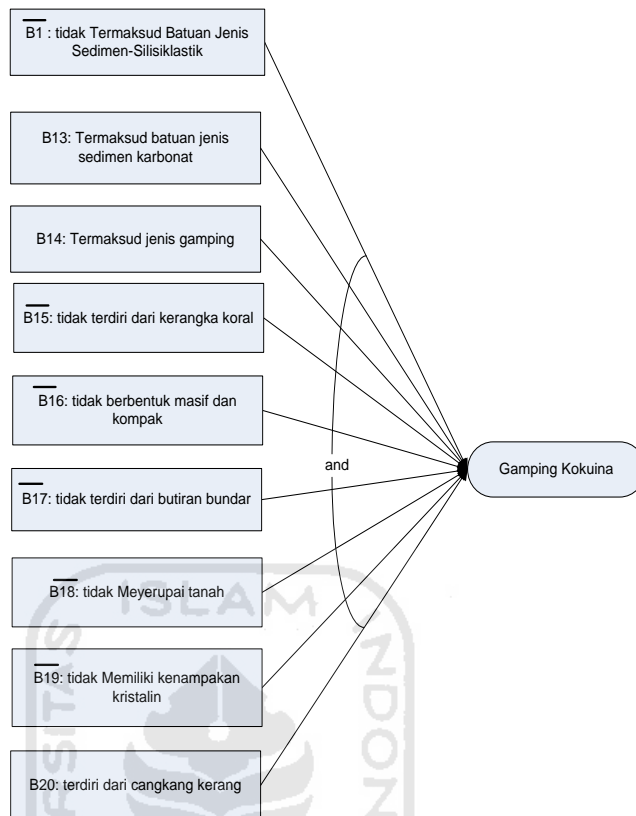 B1 : tidak Termaksud Batuan Jenis
Sedimen-Silisiklastik
B13: Termaksud batuan jenis
sedimen karbonat
B14: Termaksud jenis gamping
B15: tidak terdiri dari kerangka koral
B16: tidak berbentuk masif dan
kompak
and
Gamping Kokuina
B17: tidak terdiri dari butiran bundar
B18: tidak Meyerupai tanah
B19: tidak Memiliki kenampakan
kristalin
B20: terdiri dari cangkang kerang
ISLAM